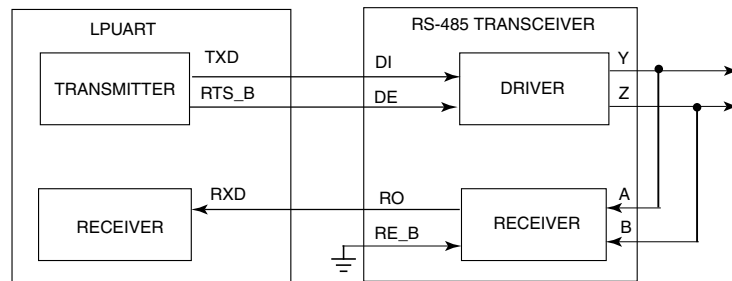 LPUART
RS-485 TRANSCEIVER
TXD
DI
Y
TRANSMITTER
DRIVER
RTS_B
DE
Z
RXD
RO
A
RECEIVER
RECEIVER
RE_B
B